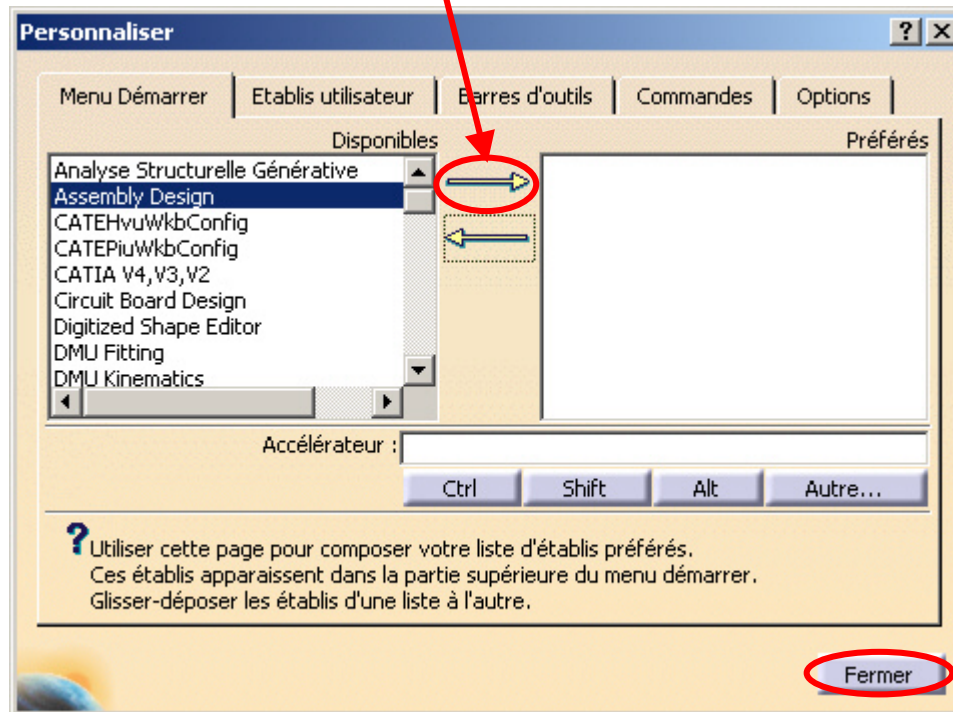 Personnaliser
Menu Démarrer Etablis utilisateur Barres d'outils Commandes Options
Disponibles Préférés
Analyse Structurelle Générative
Assembly Design
CATEHvuWkbConfig
CATEPiuWkbConfig
CATIA V4,V3,V2
Circuit Board Design
Digitized Shape Editor
DMU Fitting
DMU Kinematics
Accélérateur :
Ctrl Shift Alt Autre...
?Utiliser cette page pour composer votre liste d'établis préférés.
Ces établis apparaissent dans la partie supérieure du menu démarrer.
Glisser-déposer les établis d'une liste à l'autre.
Fermer